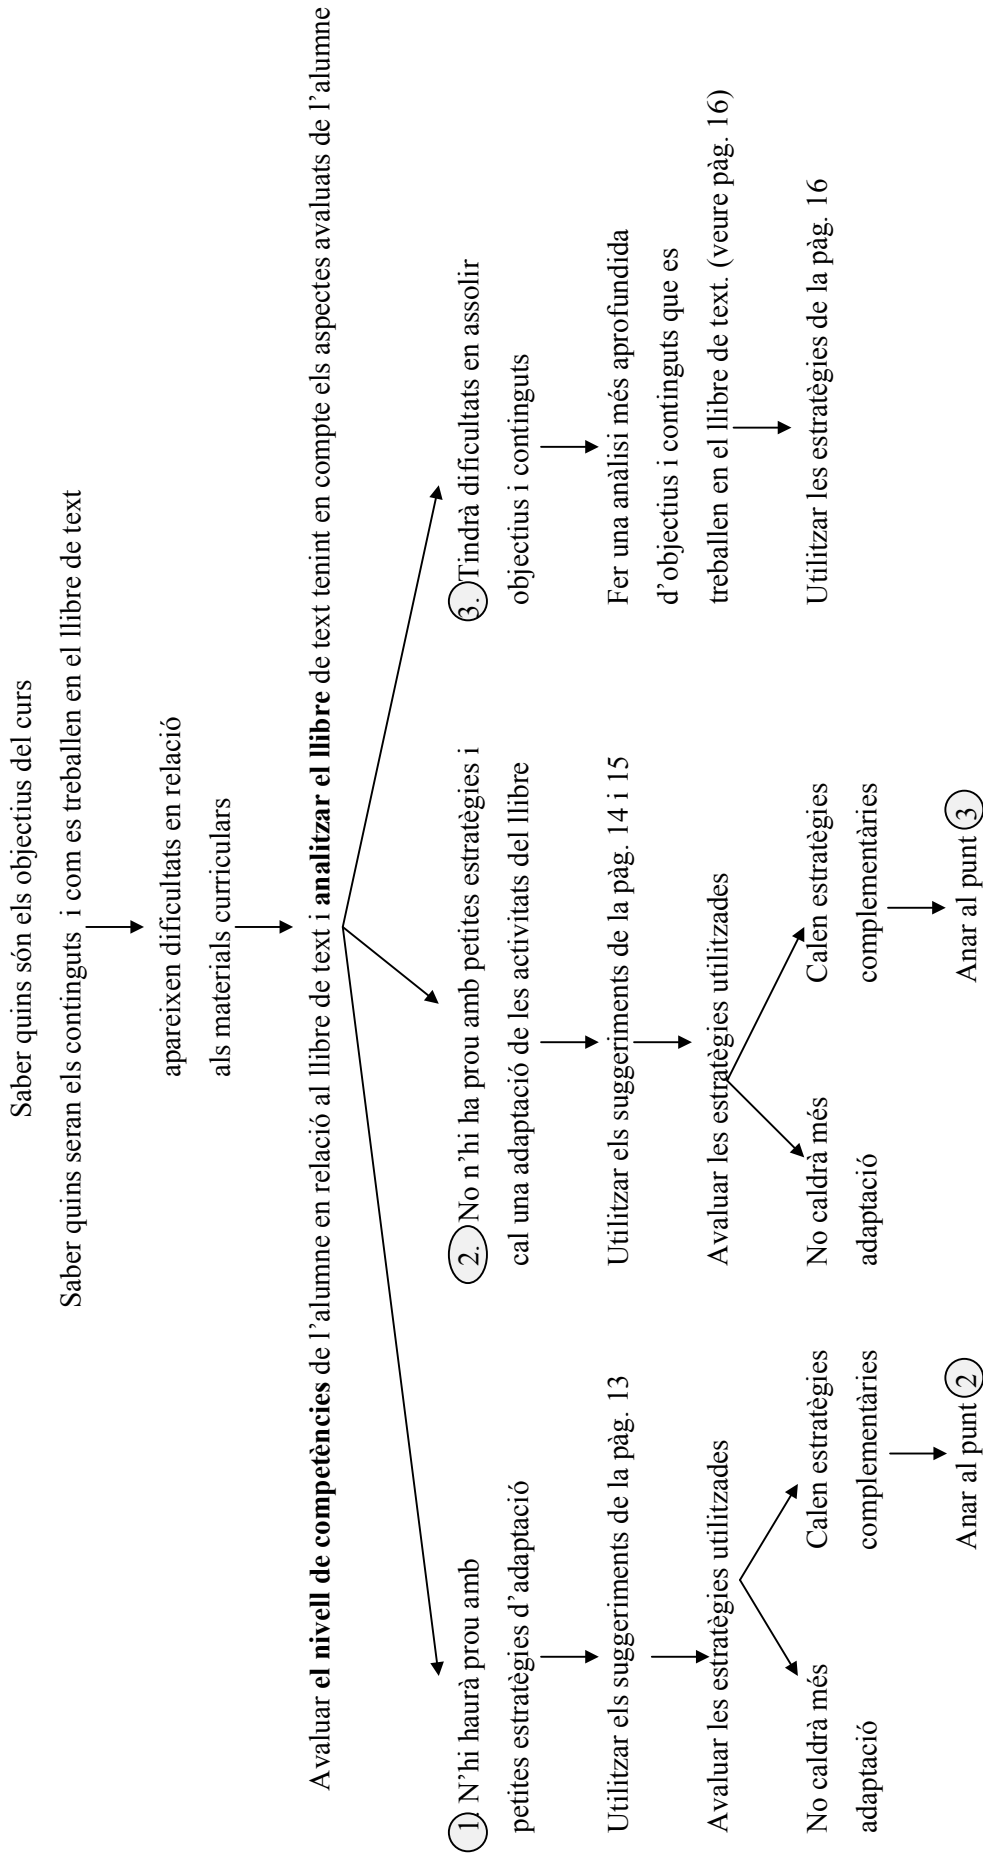 Saber quins són els objectius del curs
Saber quins seran els continguts i com es treballen en el llibre de text
apareixen dificultats en relació
als materials curriculars
Avaluar el nivell de competències de l'alumne en relació al llibre de text i analitzar el llibre de text tenint en compte els aspectes avaluats de l'alumne
1. N'hi haurà prou amb
petites estratègies d'adaptació
Utilitzar els suggeriments de la pàg. 13
Avaluar les estratègies utilitzades
No caldrà més
adaptació
Calen estratègies
complementàries
Anar al punt 2
2. No n'hi ha prou amb petites estratègies i
cal una adaptació de les activitats del llibre
Utilitzar els suggeriments de la pàg. 14 i 15
Avaluar les estratègies utilitzades
No caldrà més
adaptació
Calen estratègies
complementàries
Anar al punt 3
3. Tindrà dificultats en assolir
objectius i continguts
Fer una anàlisi més aprofundida
d'objectius i continguts que es
treballen en el llibre de text. (veure pàg. 16)
Utilitzar les estratègies de la pàg. 16